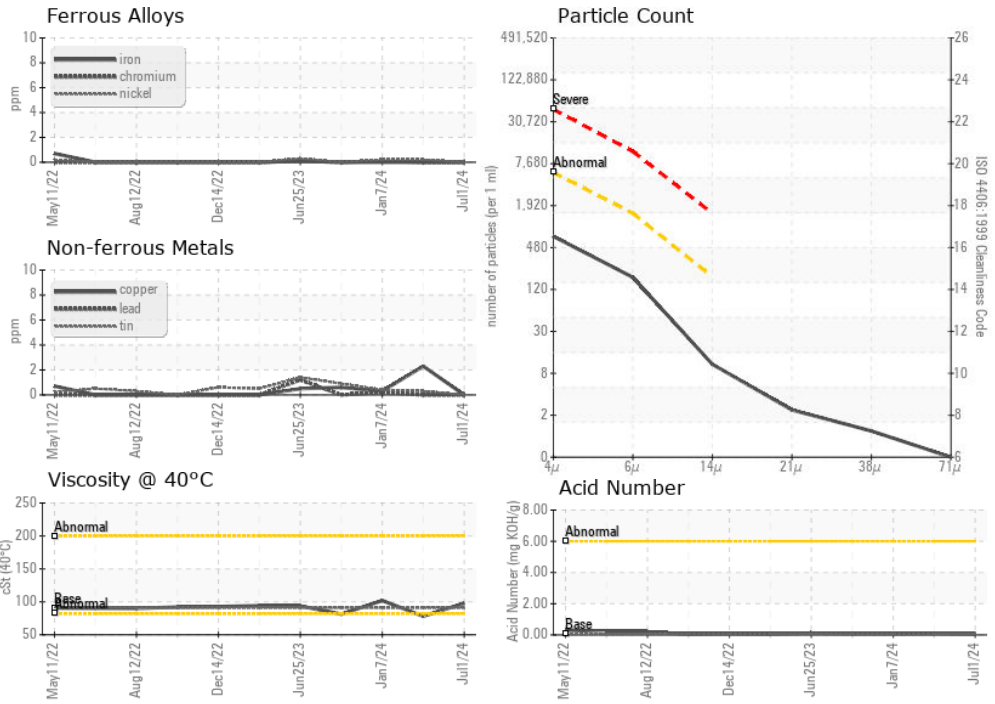 Ferrous Alloys
10
8
6
4
2
0
ppm
iron
chromium
nickel
May11/22
Aug12/22
Dec14/22
Jun25/23
Jan7/24
Jul1/24
Non-ferrous Metals
10
8
6
4
2
0
ppm
copper
lead
tin
May11/22
Aug12/22
Dec14/22
Jun25/23
Jan7/24
Jul1/24
Viscosity @ 40°C
250
200
150
100
50
cSt (40°C)
Abnormal
Base
Abnormal
May11/22
Aug12/22
Dec14/22
Jun25/23
Jan7/24
Jul1/24
Particle Count
491,520
122,880
30,720
7,680
1,920
480
120
30
8
2
0
number of particles (per 1 ml)
Severe
Abnormal
26
24
22
20
18
16
14
12
10
8
6
ISO 4406:1999 Cleanliness Code
4µ
6µ
14µ
21µ
38µ
71µ
Acid Number
8.00
6.00
4.00
2.00
0.00
Acid Number (mg KOH/g)
Abnormal
Base
May11/22
Aug12/22
Dec14/22
Jun25/23
Jan7/24
Jul1/24